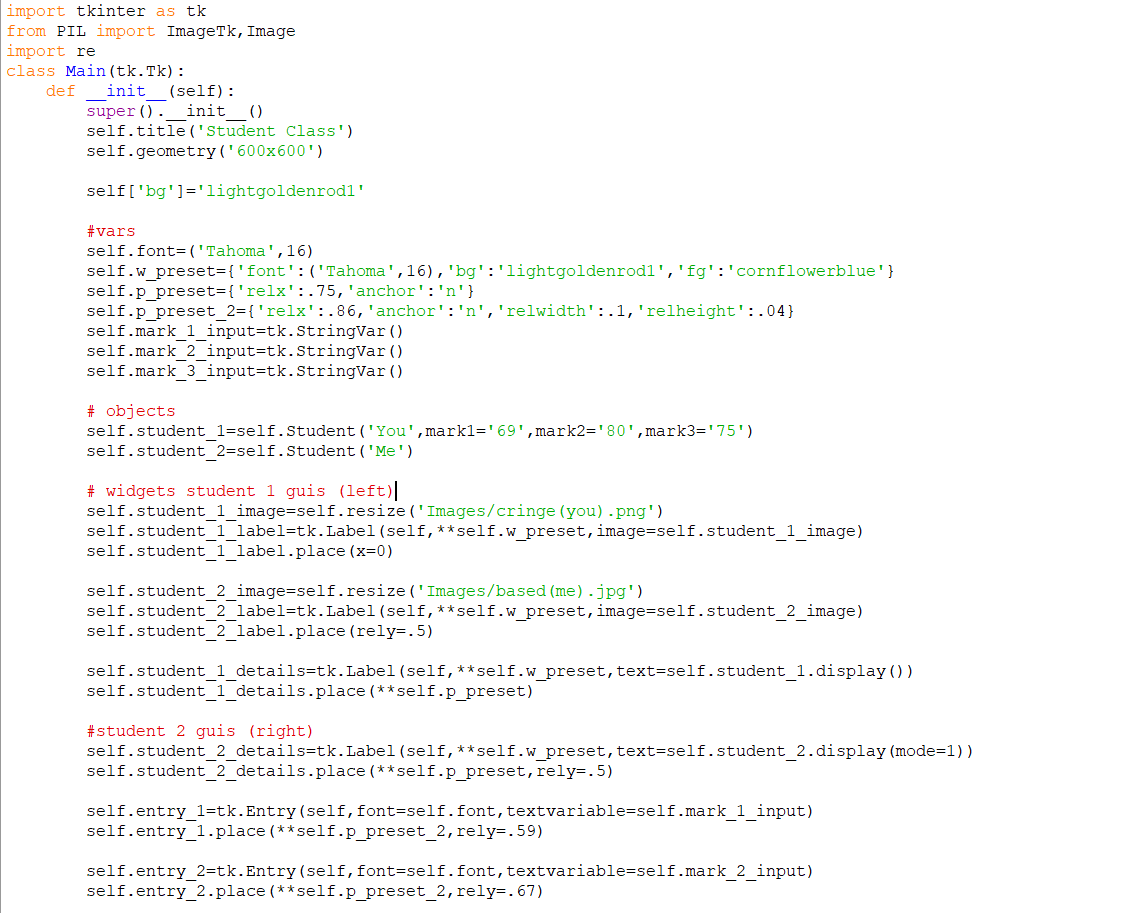 import tkinter as tk
from PIL import ImageTk,Image
import re
class Main(tk.Tk):
    def __init__(self):
        super().__init__()
        self.title('Student Class')
        self.geometry('600x600')

        self['bg']='lightgoldenrod1'

        #vars
        self.font=('Tahoma',16)
        self.w_preset={'font':('Tahoma',16),'bg':'lightgoldenrod1','fg':'cornflowerblue'}
        self.p_preset={'relx':.75,'anchor':'n'}
        self.p_preset_2={'relx':.86,'anchor':'n','relwidth':.1,'relheight':.04}
        self.mark_1_input=tk.StringVar()
        self.mark_2_input=tk.StringVar()
        self.mark_3_input=tk.StringVar()

        # objects
        self.student_1=self.Student('You',mark1='69',mark2='80',mark3='75')
        self.student_2=self.Student('Me')

        # widgets student 1 guis (left)
        self.student_1_image=self.resize('Images/cringe(you).png')
        self.student_1_label=tk.Label(self,**self.w_preset,image=self.student_1_image)
        self.student_1_label.place(x=0)

        self.student_2_image=self.resize('Images/based(me).jpg')
        self.student_2_label=tk.Label(self,**self.w_preset,image=self.student_2_image)
        self.student_2_label.place(rely=.5)

        self.student_1_details=tk.Label(self,**self.w_preset,text=self.student_1.display())
        self.student_1_details.place(**self.p_preset)

        #student 2 guis (right)
        self.student_2_details=tk.Label(self,**self.w_preset,text=self.student_2.display(mode=1))
        self.student_2_details.place(**self.p_preset,rely=.5)

        self.entry_1=tk.Entry(self,font=self.font,textvariable=self.mark_1_input)
        self.entry_1.place(**self.p_preset_2,rely=.59)

        self.entry_2=tk.Entry(self,font=self.font,textvariable=self.mark_2_input)
        self.entry_2.place(**self.p_preset_2,rely=.67)